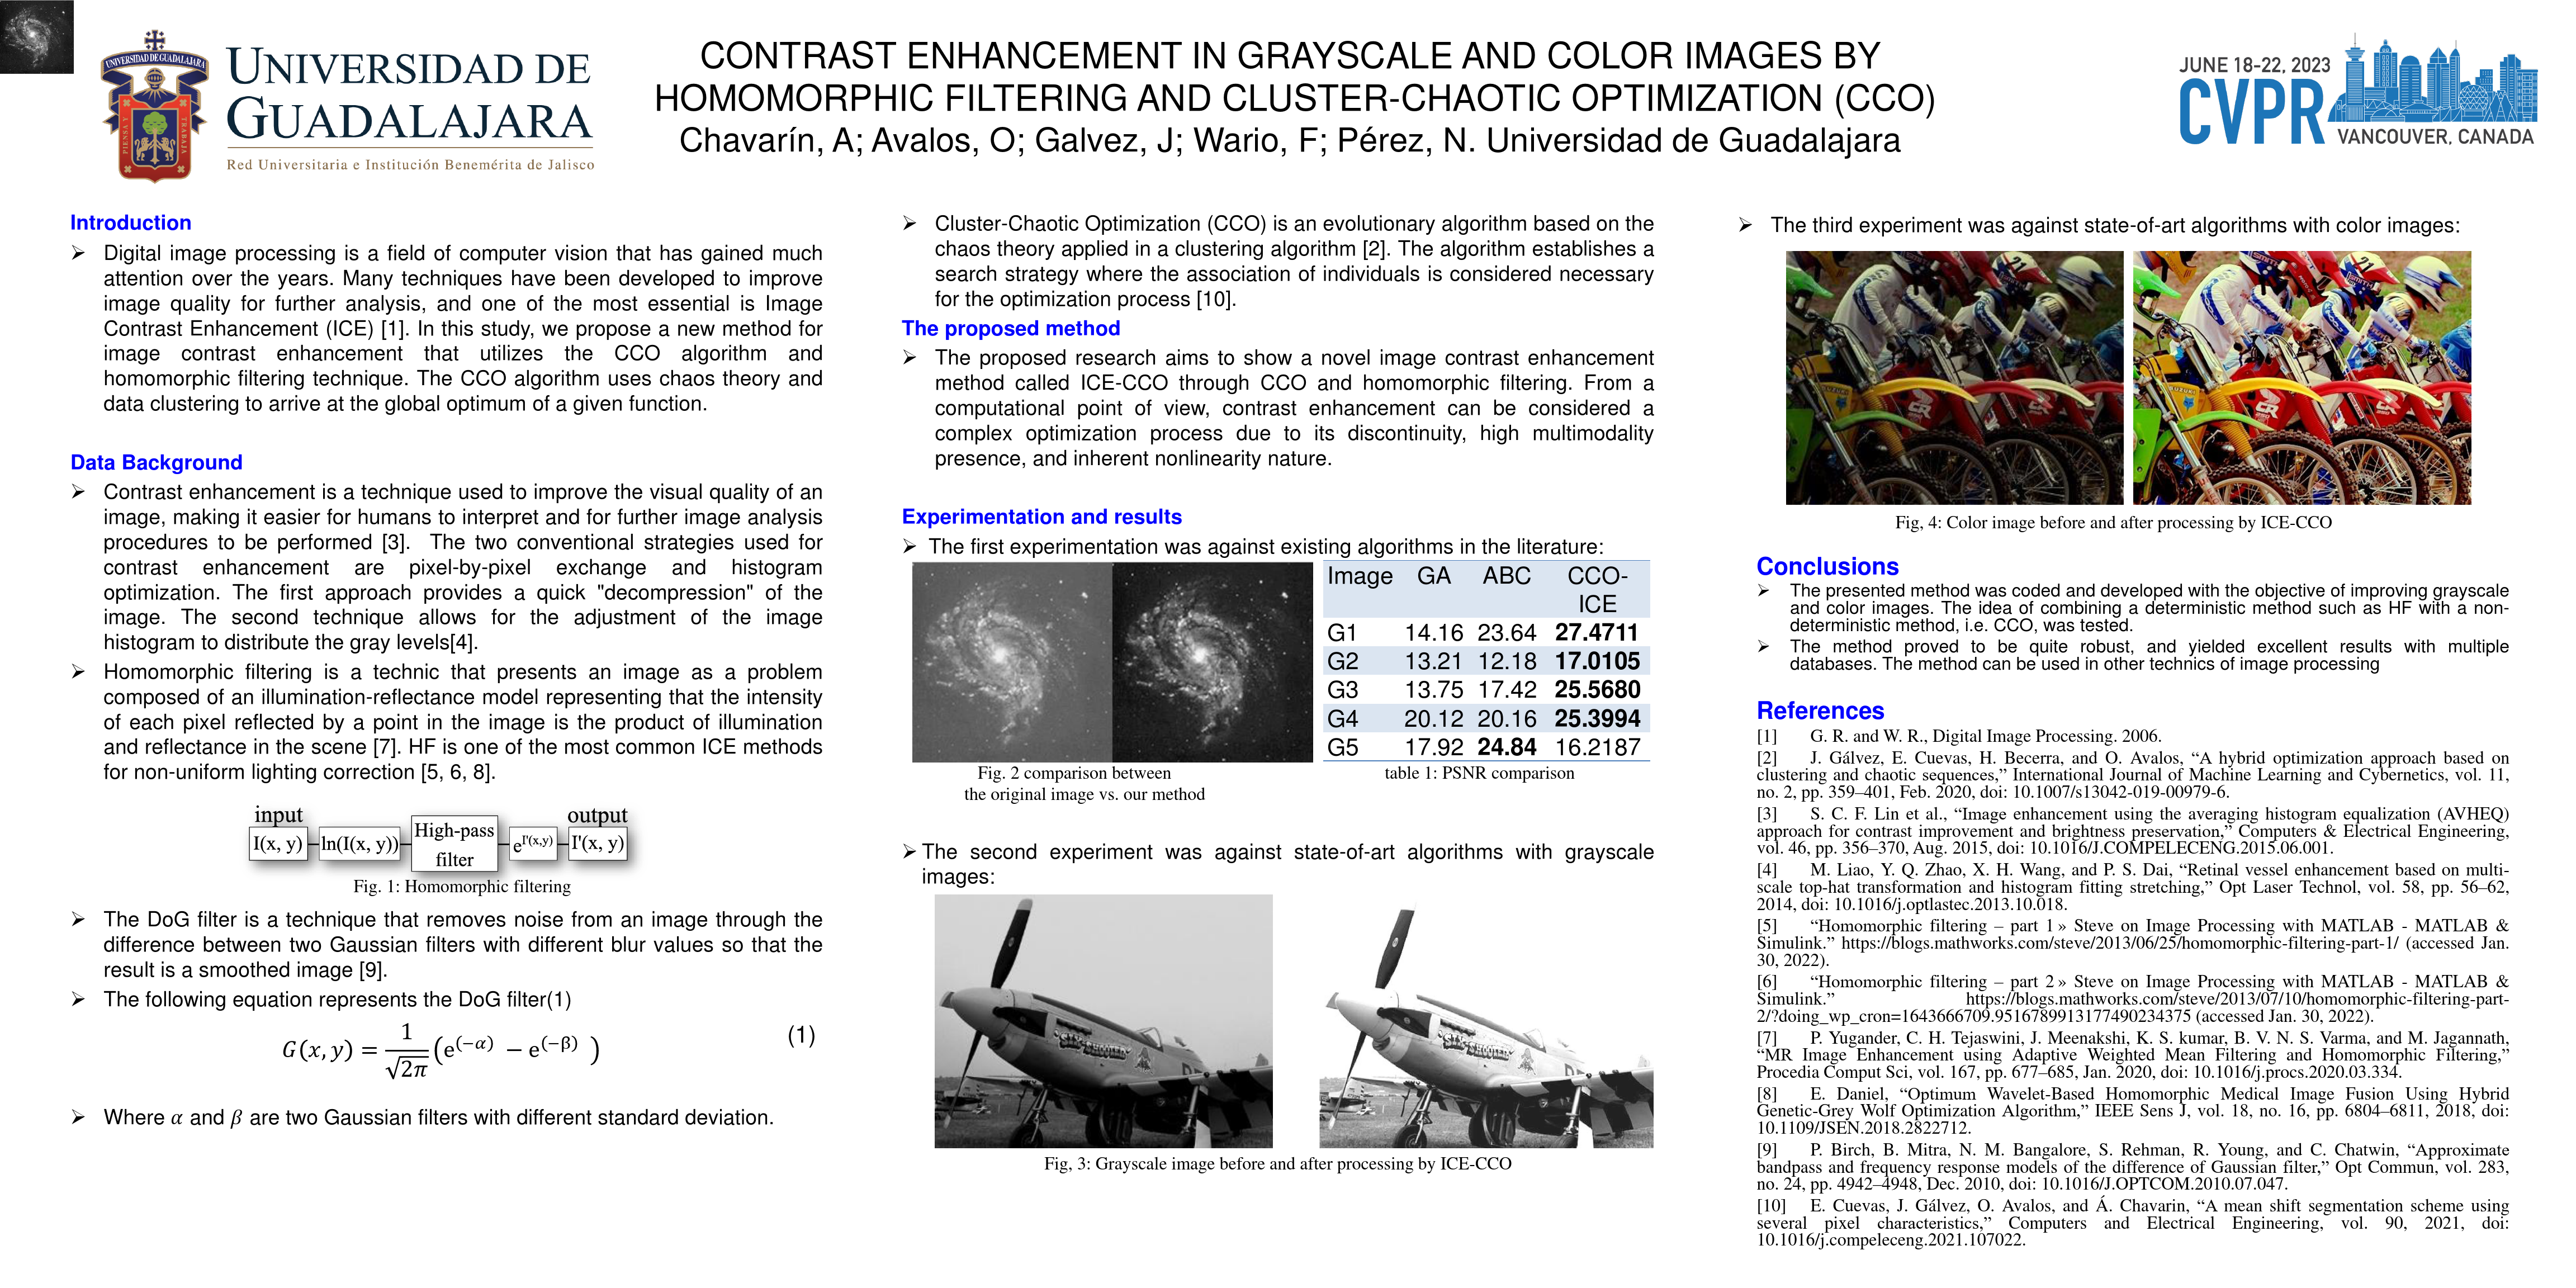 UNIVERSIDAD DE GUADALAJARA
PIENSA Y
TRABAJA
UNIVERSIDAD DE
GUADALAJARA
Red Universitaria e Institución Benemérita de Jalisco
CONTRAST ENHANCEMENT IN GRAYSCALE AND COLOR IMAGES BY
HOMOMORPHIC FILTERING AND CLUSTER-CHAOTIC OPTIMIZATION (CCO)
Chavarín, A; Avalos, O; Galvez, J; Wario, F; Pérez, N. Universidad de Guadalajara
JUNE 18-22, 2023
CVPR
VANCOUVER, CANADA
Introduction
➢ Digital image processing is a field of computer vision that has gained much
attention over the years. Many techniques have been developed to improve
image quality for further analysis, and one of the most essential is Image
Contrast Enhancement (ICE) [1]. In this study, we propose a new method for
image contrast enhancement that utilizes the CCO algorithm and
homomorphic filtering technique. The CCO algorithm uses chaos theory and
data clustering to arrive at the global optimum of a given function.
Data Background
➢ Contrast enhancement is a technique used to improve the visual quality of an
image, making it easier for humans to interpret and for further image analysis
procedures to be performed [3]. The two conventional strategies used for
contrast enhancement are pixel-by-pixel exchange and histogram
optimization. The first approach provides a quick "decompression" of the
image. The second technique allows for the adjustment of the image
histogram to distribute the gray levels[4].
➢ Homomorphic filtering is a technic that presents an image as a problem
composed of an illumination-reflectance model representing that the intensity
of each pixel reflected by a point in the image is the product of illumination
and reflectance in the scene [7]. HF is one of the most common ICE methods
for non-uniform lighting correction [5, 6, 8].
input output
I(x, y) ln(I(x, y)) High-pass filter e^I'(x,y) I'(x, y)
Fig. 1: Homomorphic filtering
➢ The DoG filter is a technique that removes noise from an image through the
difference between two Gaussian filters with different blur values so that the
result is a smoothed image [9].
➢ The following equation represents the DoG filter(1)
G(x, y) = 1/√2π (e^(−α) − e^(−β) ) (1)
➢ Where α and β are two Gaussian filters with different standard deviation.
➢ Cluster-Chaotic Optimization (CCO) is an evolutionary algorithm based on the
chaos theory applied in a clustering algorithm [2]. The algorithm establishes a
search strategy where the association of individuals is considered necessary
for the optimization process [10].
The proposed method
➢ The proposed research aims to show a novel image contrast enhancement
method called ICE-CCO through CCO and homomorphic filtering. From a
computational point of view, contrast enhancement can be considered a
complex optimization process due to its discontinuity, high multimodality
presence, and inherent nonlinearity nature.
Experimentation and results
➢ The first experimentation was against existing algorithms in the literature:
Image GA ABC CCO-
ICE
G1 14.16 23.64 27.4711
G2 13.21 12.18 17.0105
G3 13.75 17.42 25.5680
G4 20.12 20.16 25.3994
G5 17.92 24.84 16.2187
Fig. 2 comparison between
the original image vs. our method
table 1: PSNR comparison
➢ The second experiment was against state-of-art algorithms with grayscale
images:
SIX-SHOOTER
SIX-SHOOTER
Fig, 3: Grayscale image before and after processing by ICE-CCO
➢ The third experiment was against state-of-art algorithms with color images:
Fig, 4: Color image before and after processing by ICE-CCO
Conclusions
➢ The presented method was coded and developed with the objective of improving grayscale
and color images. The idea of combining a deterministic method such as HF with a non-
deterministic method, i.e. CCO, was tested.
➢ The method proved to be quite robust, and yielded excellent results with multiple
databases. The method can be used in other technics of image processing
References
[1] G. R. and W. R., Digital Image Processing. 2006.
[2] J. Gálvez, E. Cuevas, H. Becerra, and O. Avalos, “A hybrid optimization approach based on
clustering and chaotic sequences,” International Journal of Machine Learning and Cybernetics, vol. 11,
no. 2, pp. 359–401, Feb. 2020, doi: 10.1007/s13042-019-00979-6.
[3] S. C. F. Lin et al., “Image enhancement using the averaging histogram equalization (AVHEQ)
approach for contrast improvement and brightness preservation,” Computers & Electrical Engineering,
vol. 46, pp. 356–370, Aug. 2015, doi: 10.1016/J.COMPELECENG.2015.06.001.
[4] M. Liao, Y. Q. Zhao, X. H. Wang, and P. S. Dai, “Retinal vessel enhancement based on multi-
scale top-hat transformation and histogram fitting stretching,” Opt Laser Technol, vol. 58, pp. 56–62,
2014, doi: 10.1016/j.optlastec.2013.10.018.
[5] “Homomorphic filtering – part 1 » Steve on Image Processing with MATLAB - MATLAB &
Simulink.” https://blogs.mathworks.com/steve/2013/06/25/homomorphic-filtering-part-1/ (accessed Jan.
30, 2022).
[6] “Homomorphic filtering – part 2 » Steve on Image Processing with MATLAB - MATLAB &
Simulink.” https://blogs.mathworks.com/steve/2013/07/10/homomorphic-filtering-part-
2/?doing_wp_cron=1643666709.9516789913177490234375 (accessed Jan. 30, 2022).
[7] P. Yugander, C. H. Tejaswini, J. Meenakshi, K. S. kumar, B. V. N. S. Varma, and M. Jagannath,
“MR Image Enhancement using Adaptive Weighted Mean Filtering and Homomorphic Filtering,”
Procedia Comput Sci, vol. 167, pp. 677–685, Jan. 2020, doi: 10.1016/j.procs.2020.03.334.
[8] E. Daniel, “Optimum Wavelet-Based Homomorphic Medical Image Fusion Using Hybrid
Genetic-Grey Wolf Optimization Algorithm,” IEEE Sens J, vol. 18, no. 16, pp. 6804–6811, 2018, doi:
10.1109/JSEN.2018.2822712.
[9] P. Birch, B. Mitra, N. M. Bangalore, S. Rehman, R. Young, and C. Chatwin, “Approximate
bandpass and frequency response models of the difference of Gaussian filter,” Opt Commun, vol. 283,
no. 24, pp. 4942–4948, Dec. 2010, doi: 10.1016/J.OPTCOM.2010.07.047.
[10] E. Cuevas, J. Gálvez, O. Avalos, and Á. Chavarin, “A mean shift segmentation scheme using
several pixel characteristics,” Computers and Electrical Engineering, vol. 90, 2021, doi:
10.1016/j.compeleceng.2021.107022.